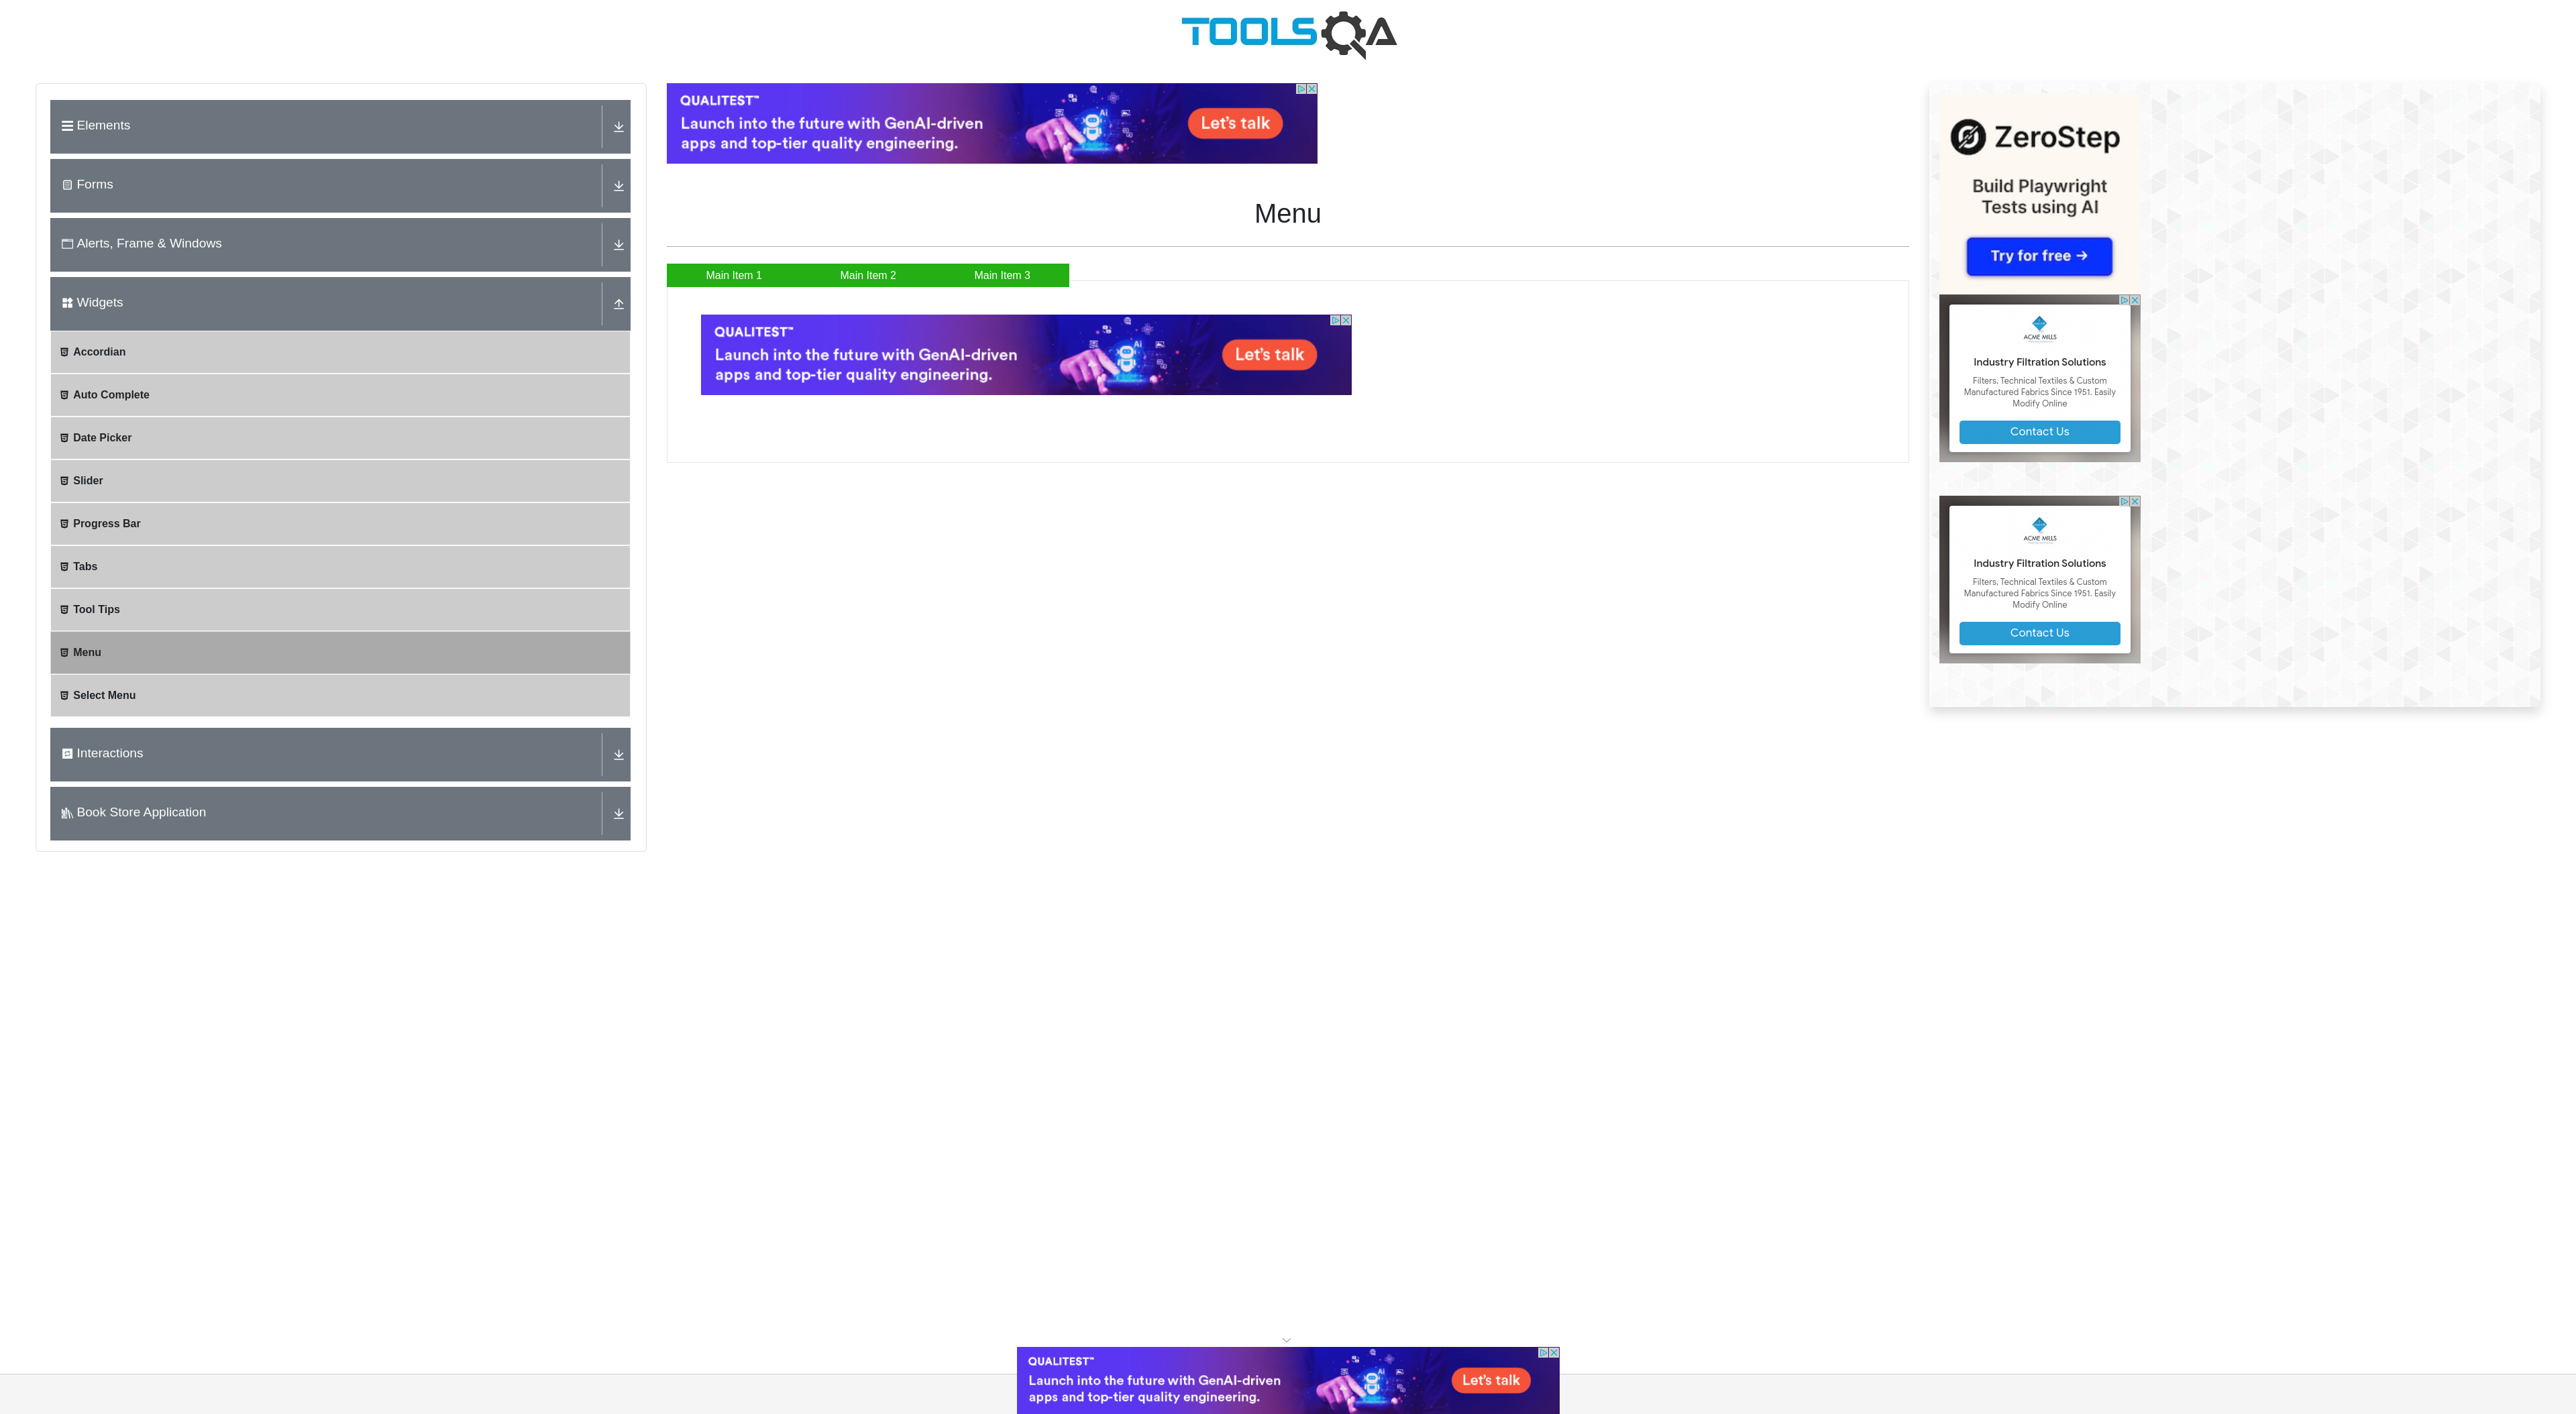 TOOLSQA
Elements
Forms
Alerts, Frame & Windows
Widgets
Accordian
Auto Complete
Date Picker
Slider
Progress Bar
Tabs
Tool Tips
Menu
Select Menu
Interactions
Book Store Application
QUALITEST™
Launch into the future with GenAI-driven
apps and top-tier quality engineering.
Ai
Let's talk
Menu
Main Item 1 Main Item 2 Main Item 3
QUALITEST™
Launch into the future with GenAI-driven
apps and top-tier quality engineering.
Ai
Let's talk
ZeroStep
Build Playwright
Tests using AI
Try for free →
ACME MILLS
Industry Filtration Solutions
Filters, Technical Textiles & Custom
Manufactured Fabrics Since 1951. Easily
Modify Online
Contact Us
ACME MILLS
Industry Filtration Solutions
Filters, Technical Textiles & Custom
Manufactured Fabrics Since 1951. Easily
Modify Online
Contact Us
QUALITEST™
Launch into the future with GenAI-driven
apps and top-tier quality engineering.
Ai
Let's talk